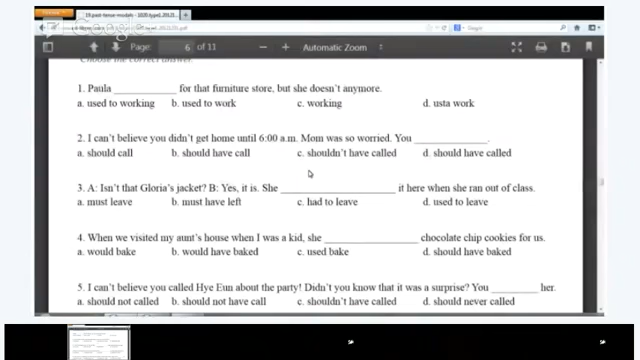 Page: 6 of 11
Automatic Zoom
Choose the correct answer.
1. Paula ____________ for that furniture store, but she doesn't anymore.
a. used to working b. used to work c. working d. usta work
2. I can't believe you didn't get home until 6:00 a.m. Mom was so worried. You ______________.
a. should call b. should have call c. shouldn't have called d. should have called
3. A: Isn't that Gloria's jacket? B: Yes, it is. She ______________________ it here when she ran out of class.
a. must leave b. must have left c. had to leave d. used to leave
4. When we visited my aunt's house when I was a kid, she __________________ chocolate chip cookies for us.
a. would bake b. would have baked c. used bake d. should have baked
5. I can't believe you called Hye Eun about the party! Didn't you know that it was a surprise? You _________ her.
a. should not called b. should not have call c. shouldn't have called d. should never called